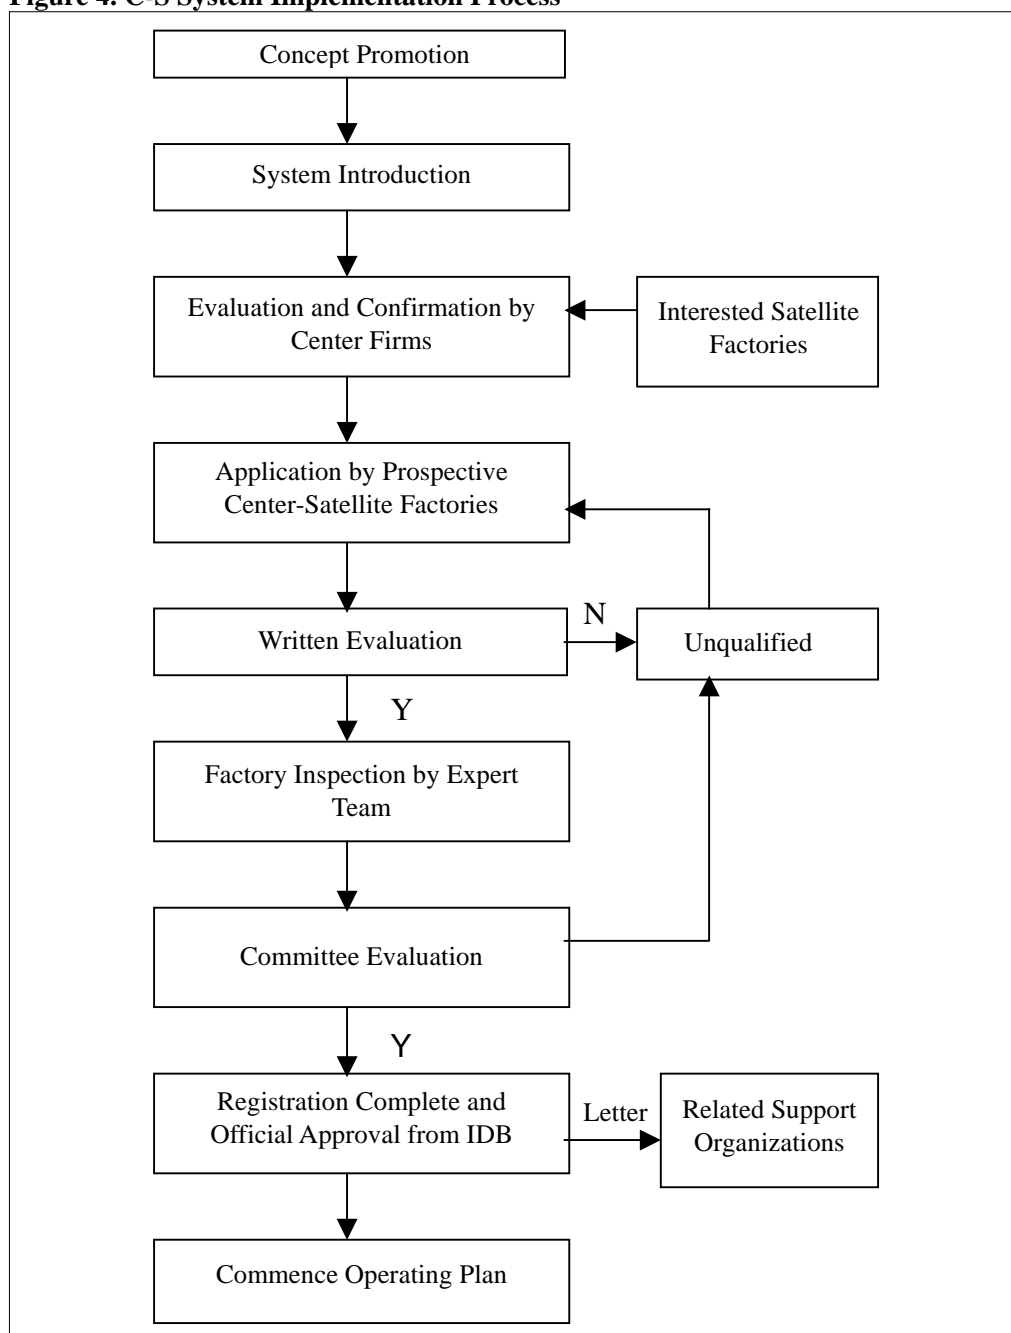 Figure 4. C-S System Implementation Process
Concept Promotion
System Introduction
Evaluation and Confirmation by
Center Firms
Interested Satellite
Factories
Application by Prospective
Center-Satellite Factories
Written Evaluation
N
Unqualified
Y
Factory Inspection by Expert
Team
Committee Evaluation
Y
Registration Complete and
Official Approval from IDB
Letter
Related Support
Organizations
Commence Operating Plan